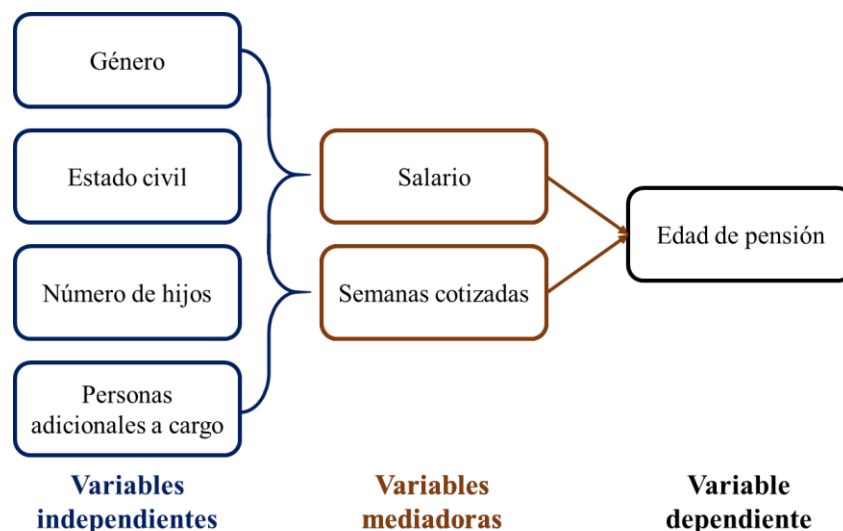 Género
Estado civil
Número de hijos
Personas
adicionales a cargo
Salario
Semanas cotizadas
Edad de pensión
Variables
independientes
Variables
mediadoras
Variable
dependiente